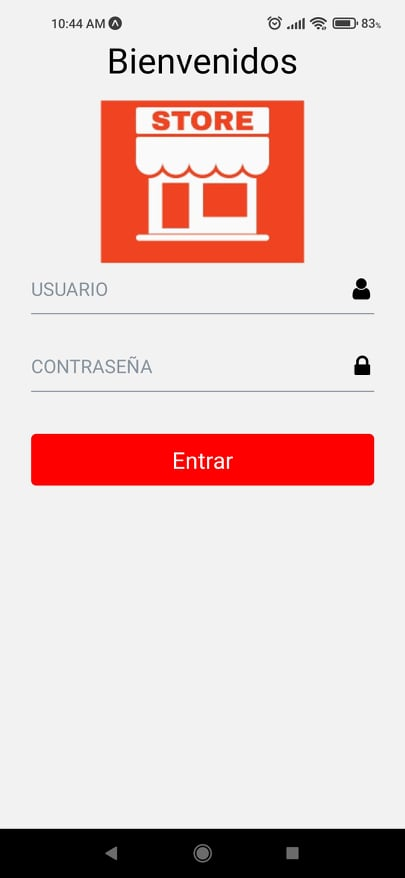 10:44 AM
83%
Bienvenidos
STORE
USUARIO
CONTRASEÑA
Entrar